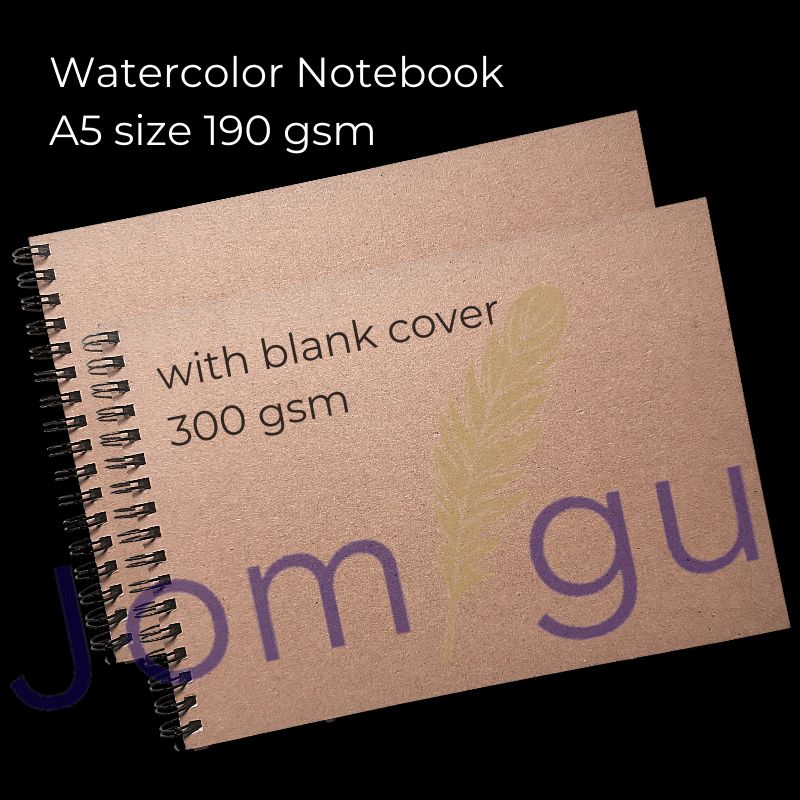 Watercolor Notebook
A5 size 190 gsm
with blank cover
300 gsm
Jom gu